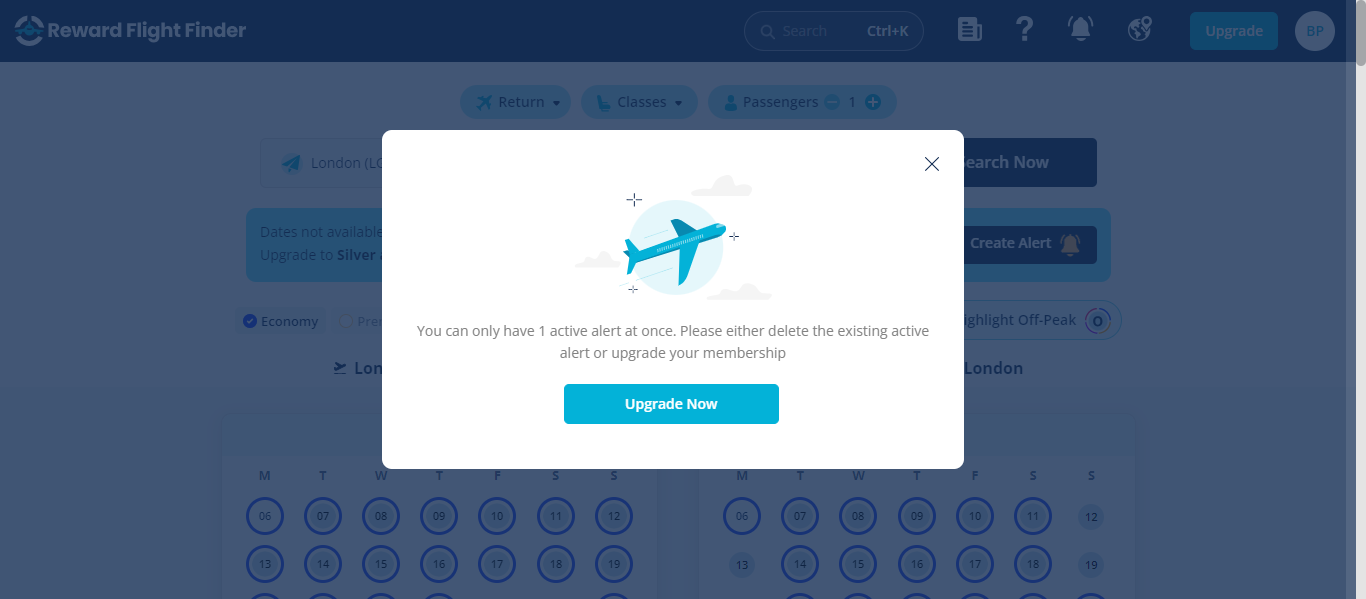 Reward Flight Finder
Search Ctrl+K
Upgrade
BP
Return
Classes
Passengers 1
London (LO
Search Now
Dates not available
Upgrade to Silver
Create Alert
You can only have 1 active alert at once. Please either delete the existing active
alert or upgrade your membership
Upgrade Now
Economy
Pre
ighlight Off-Peak
Lon
London
M T W T F S S
M T W T F S S
06 07 08 09 10 11 12
06 07 08 09 10 11 12
13 14 15 16 17 18 19
13 14 15 16 17 18 19